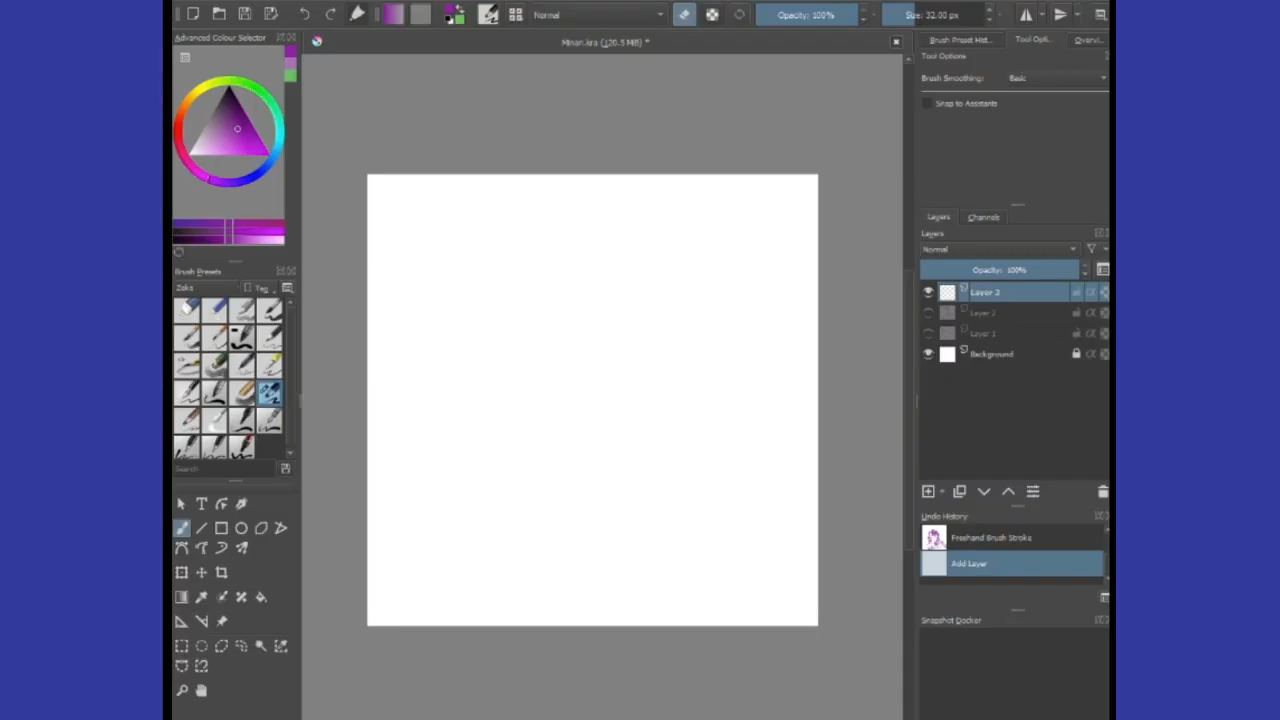 Normal
Opacity: 100%
Size: 32.00 px
Advanced Colour Selector
Minari.kra (120.5 MiB) *
Brush Preset Hist...
Tool Opti...
Overvi...
Tool Options
Brush Smoothing:
Basic
Snap to Assistants
Layers
Channels
Layers
Normal
Opacity: 100%
Layer 3
Layer 2
Layer 1
Background
Brush Presets
Tag
Search
Undo History
Freehand Brush Stroke
Add Layer
Snapshot Docker